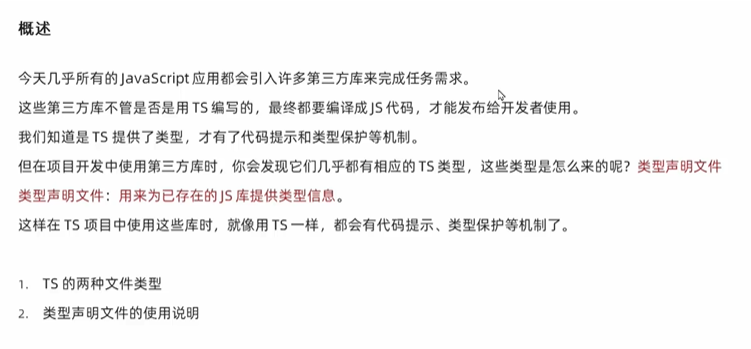 概述
今天几乎所有的 JavaScript 应用都会引入许多第三方库来完成任务需求。
这些第三方库不管是否是用 TS 编写的，最终都要编译成 JS 代码，才能发布给开发者使用。
我们知道是 TS 提供了类型，才有了代码提示和类型保护等机制。
但在项目开发中使用第三方库时，你会发现它们几乎都有相应的 TS 类型，这些类型是怎么来的呢？类型声明文件
类型声明文件：用来为已存在的 JS 库提供类型信息。
这样在 TS 项目中使用这些库时，就像用 TS 一样，都会有代码提示、类型保护等机制了。
1. TS 的两种文件类型
2. 类型声明文件的使用说明